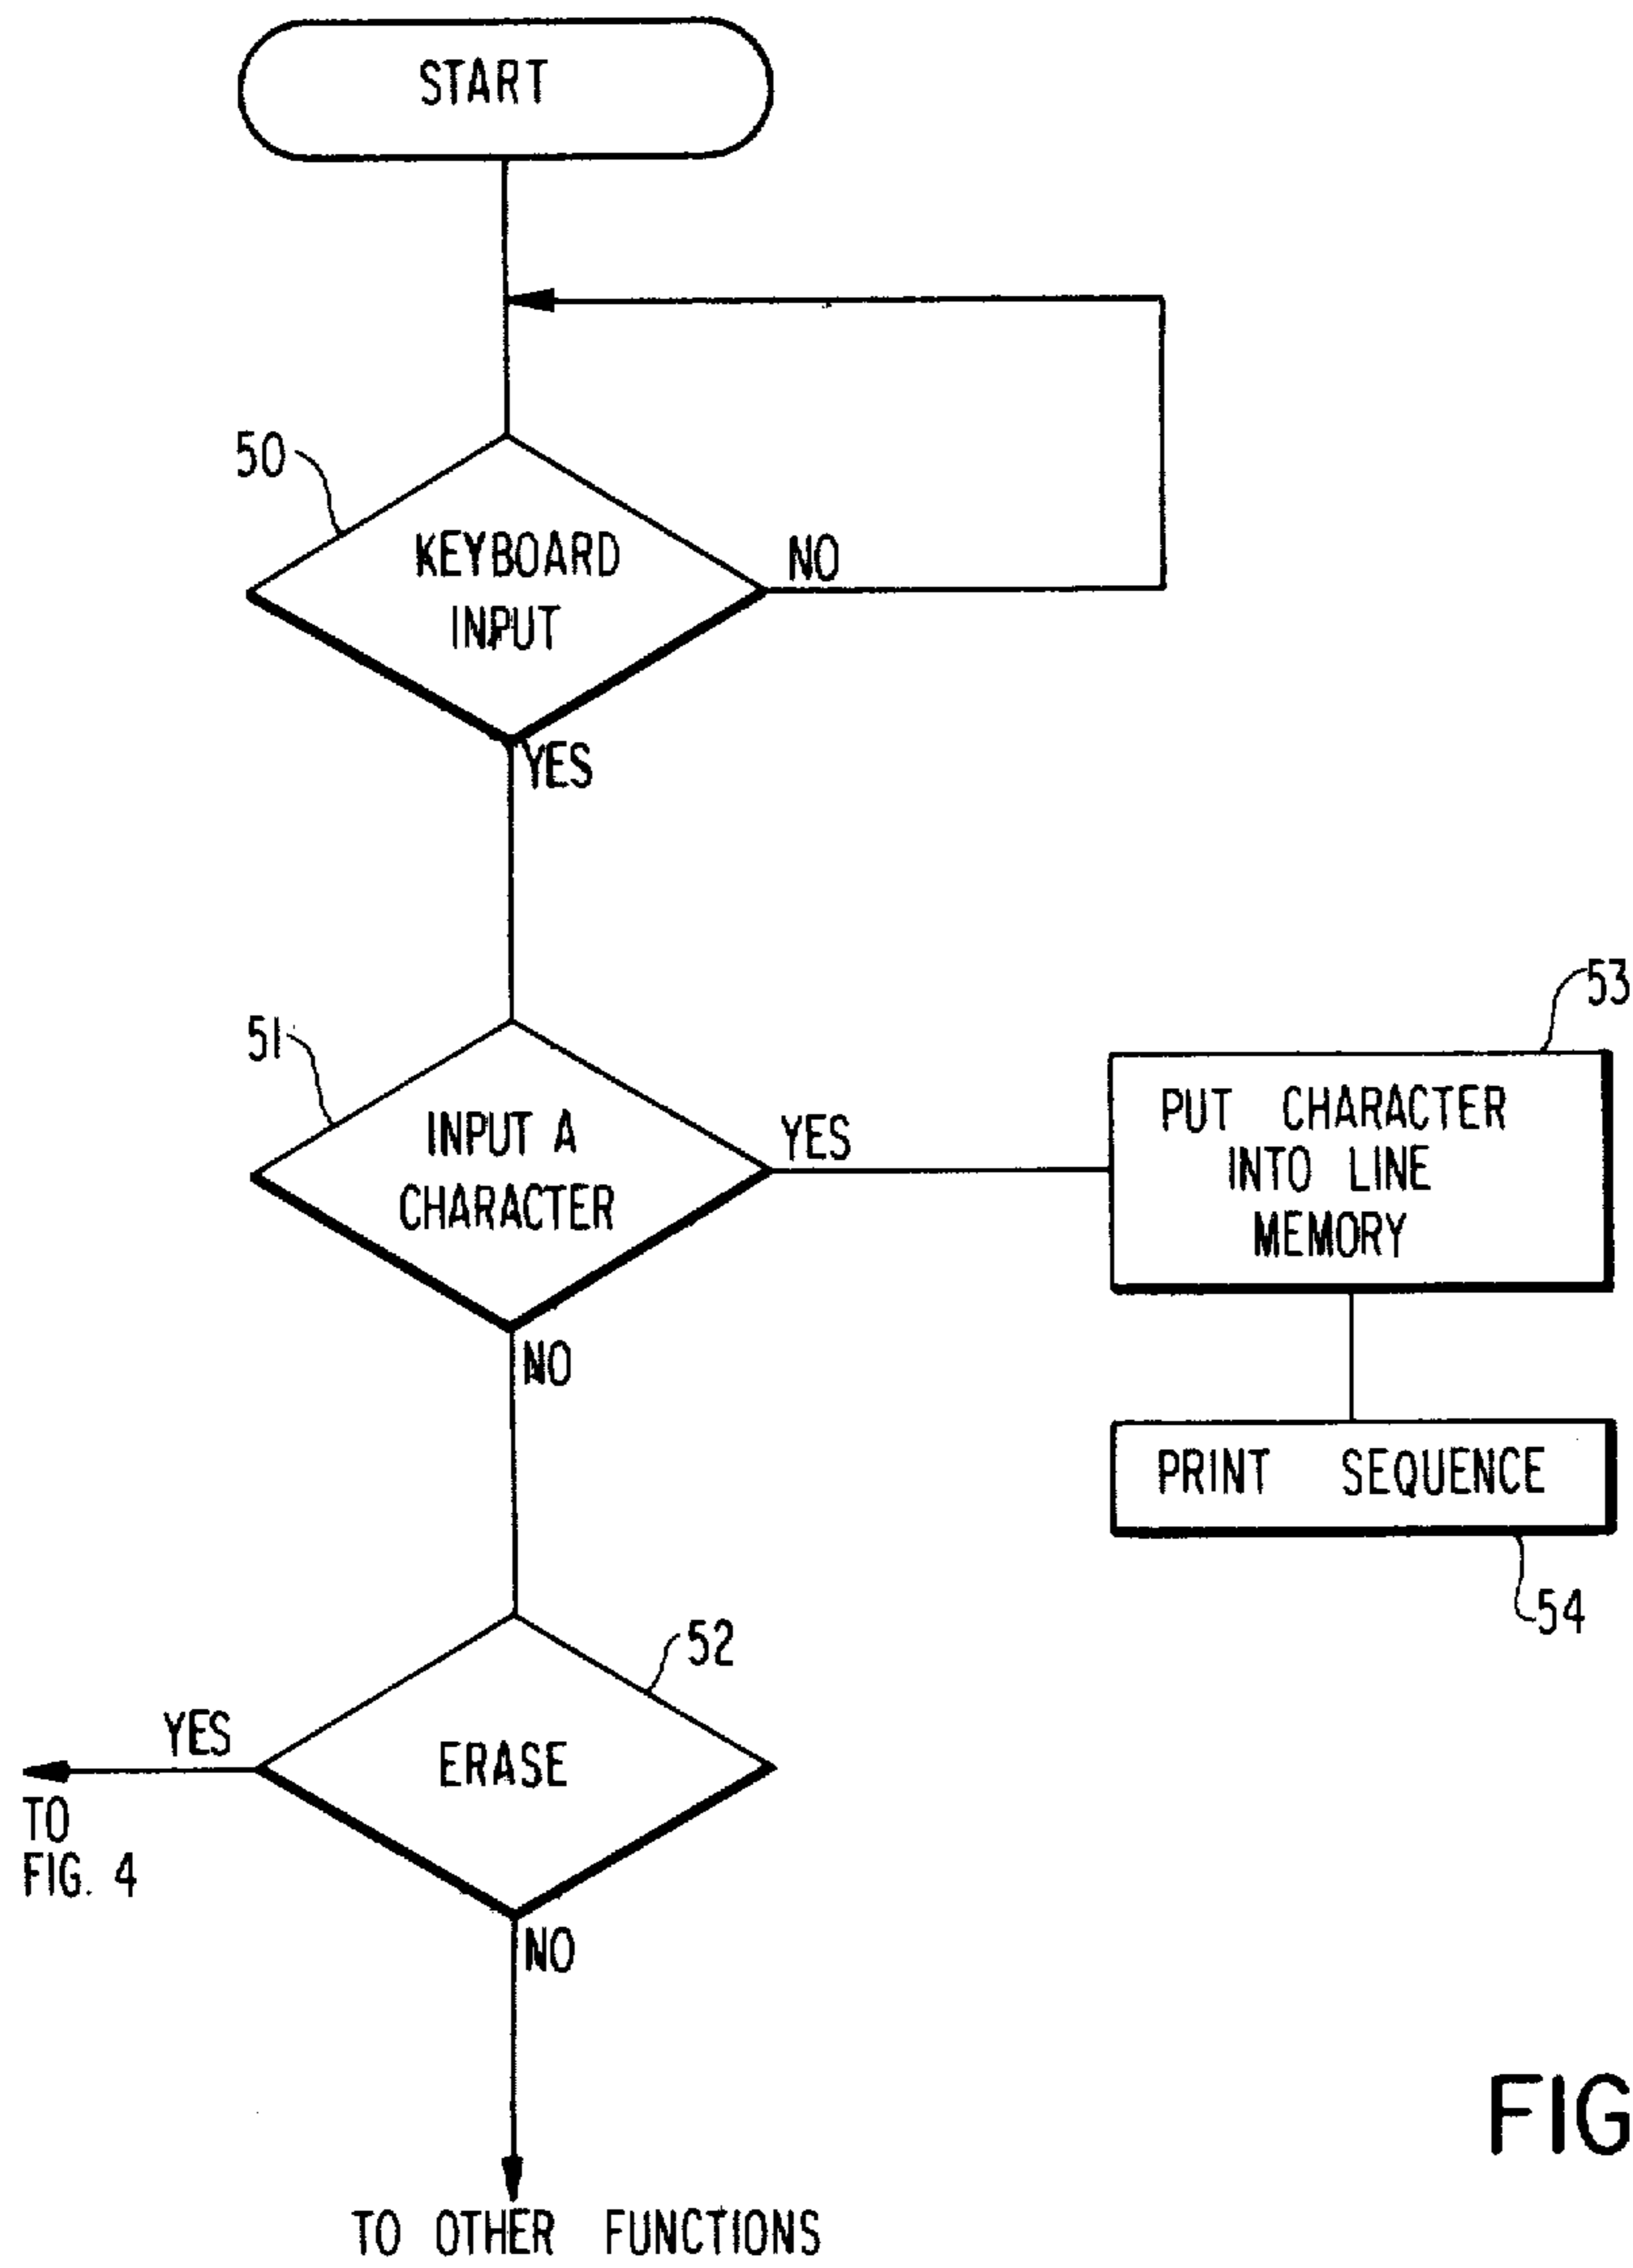 START
50
KEYBOARD
INPUT
NO
YES
51
INPUT A
CHARACTER
YES
NO
53
PUT CHARACTER
INTO LINE
MEMORY
PRINT SEQUENCE
54
52
YES
ERASE
TO
FIG. 4
NO
FIG
TO OTHER FUNCTIONS